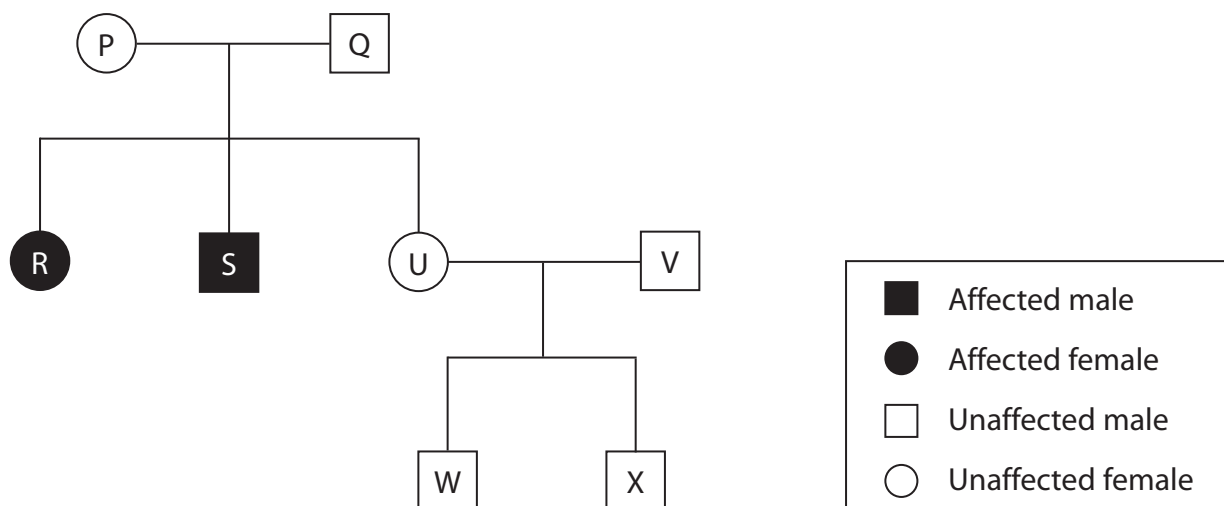 P
Q
R
S
U
V
Affected male
Affected female
Unaffected male
Unaffected female
W
X